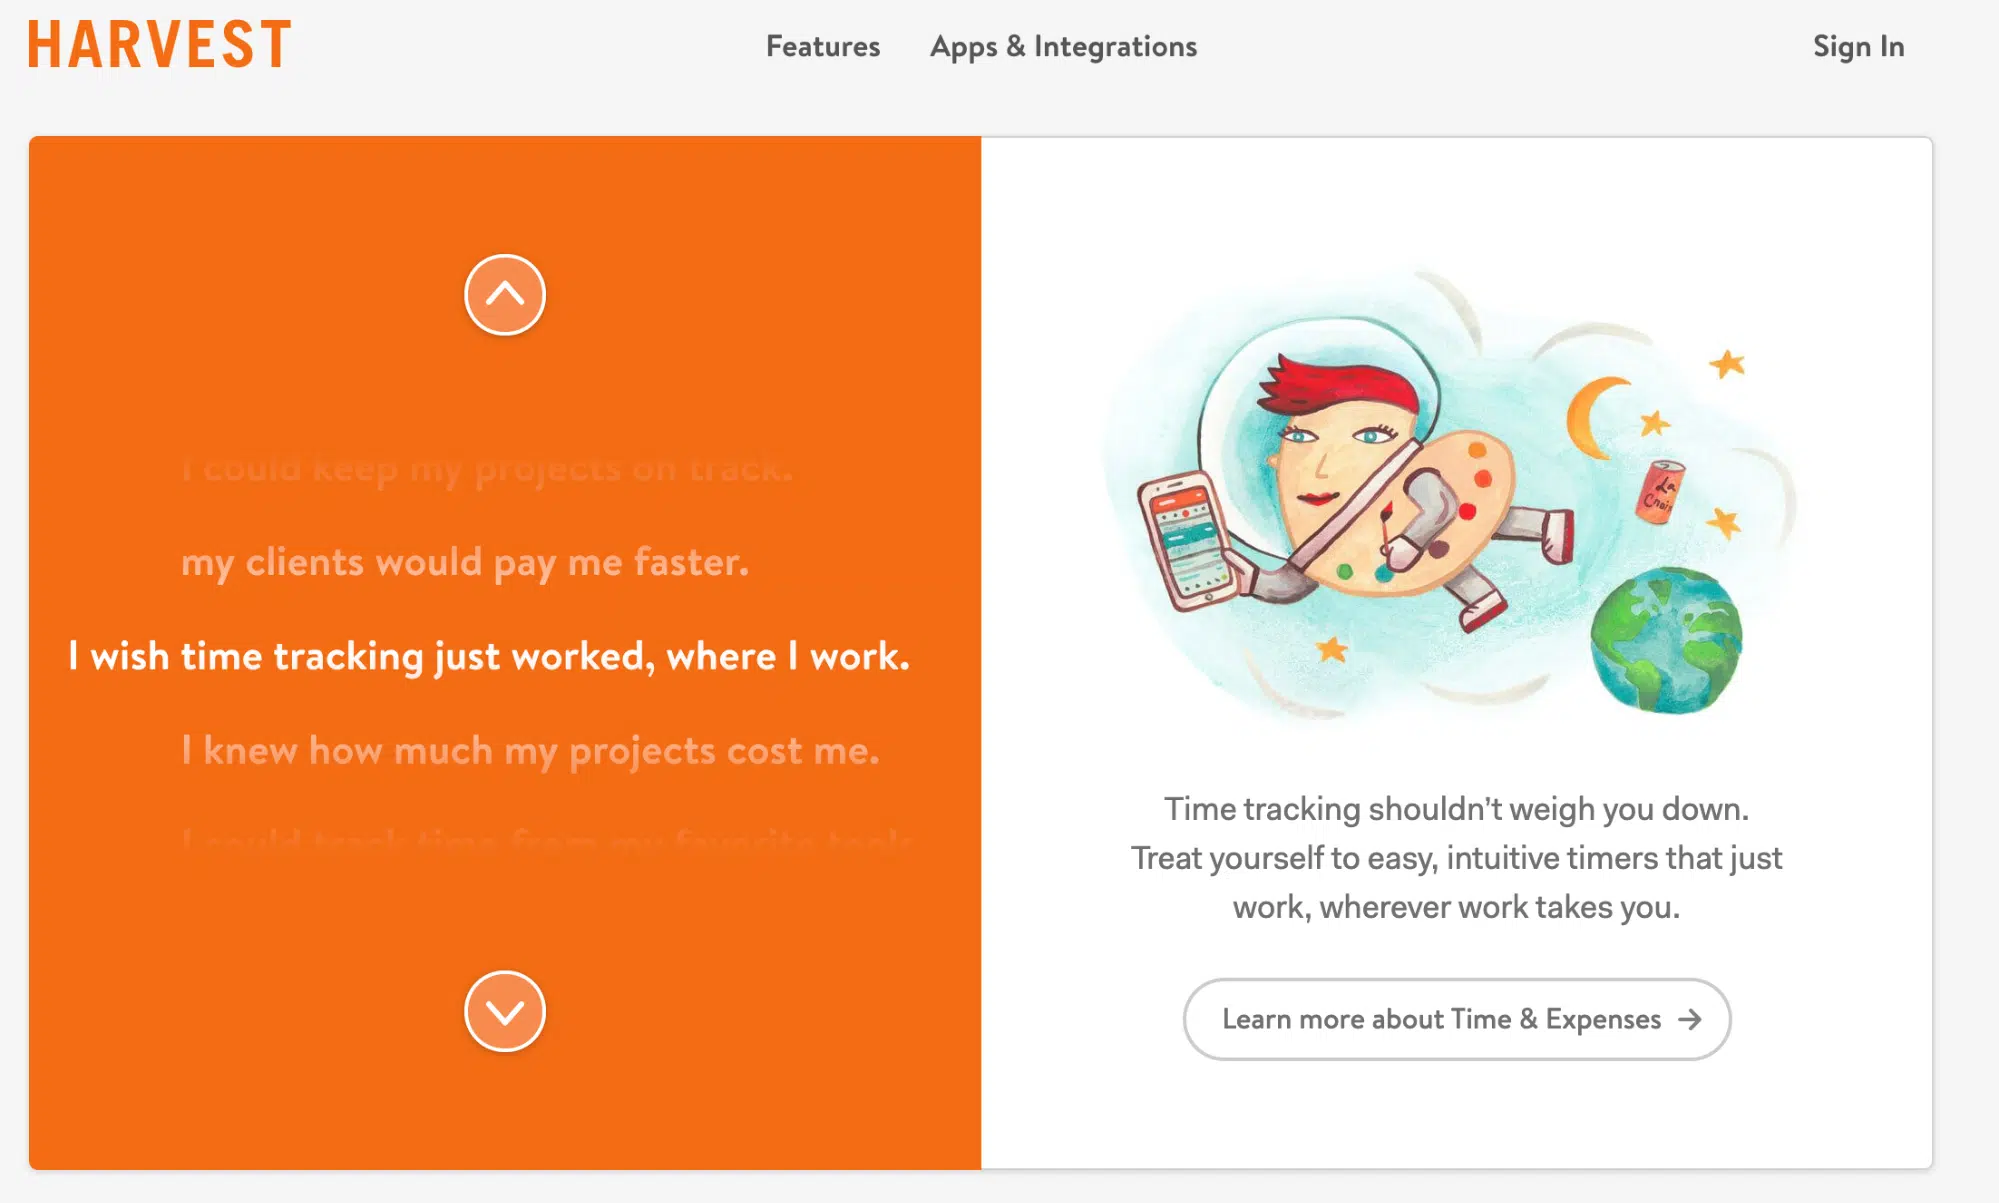 HARVEST
Features
Apps & Integrations
Sign In
I could keep my projects on track.
my clients would pay me faster.
I wish time tracking just worked, where I work.
I knew how much my projects cost me.
I could track time from my favorite tools
La
Croix
Time tracking shouldn’t weigh you down.
Treat yourself to easy, intuitive timers that just
work, wherever work takes you.
Learn more about Time & Expenses →